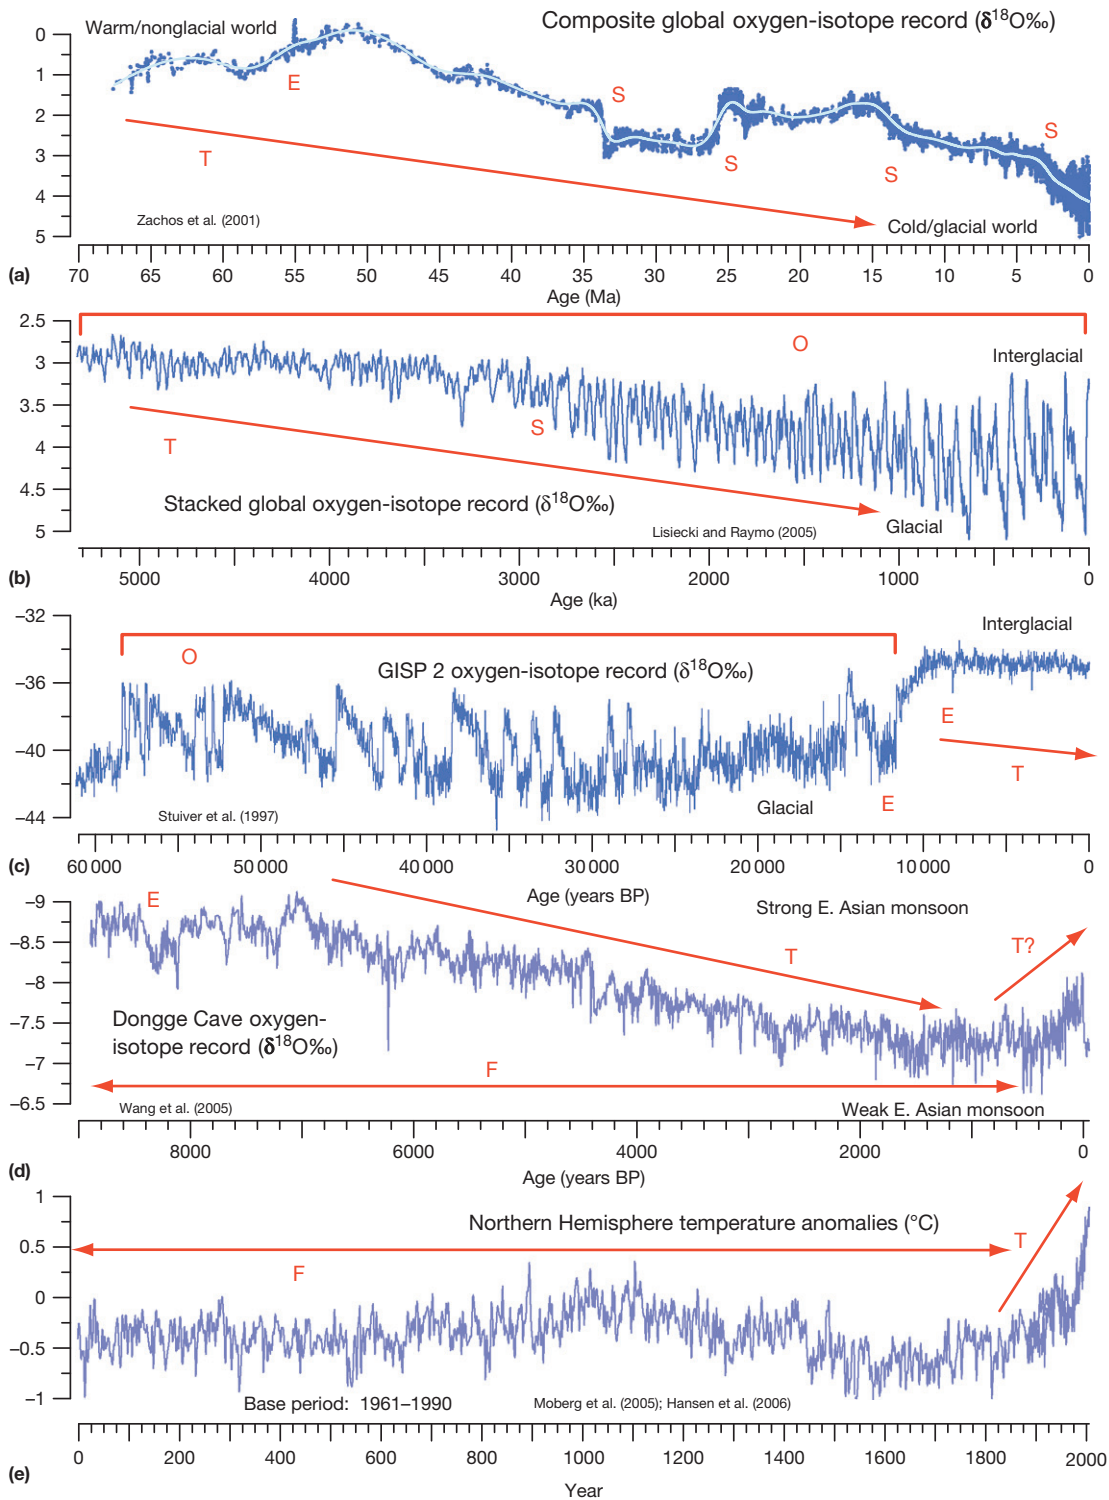 Composite global oxygen-isotope record (δ¹⁸O‰)
Warm/nonglacial world
0
1
2
3
4
5
E
S
S
S
S
T
Zachos et al. (2001)
Cold/glacial world
70 65 60 55 50 45 40 35 30 25 20 15 10 5 0
(a)
Age (Ma)
2.5
3
3.5
4
4.5
5
O
Interglacial
S
T
Stacked global oxygen-isotope record (δ¹⁸O‰)
Lisiecki and Raymo (2005)
Glacial
5000 4000 3000 2000 1000 0
(b)
Age (ka)
−32
−36
−40
−44
Interglacial
O
GISP 2 oxygen-isotope record (δ¹⁸O‰)
E
T
Glacial
E
Stuiver et al. (1997)
60 000 50 000 40 000 30 000 20 000 10 000 0
(c)
Age (years BP)
−9
−8.5
−8
−7.5
−7
−6.5
E
Strong E. Asian monsoon
T
T?
Dongge Cave oxygen-
isotope record (δ¹⁸O‰)
F
Wang et al. (2005)
Weak E. Asian monsoon
8000 6000 4000 2000 0
(d)
Age (years BP)
1
0.5
0
−0.5
−1
Northern Hemisphere temperature anomalies (°C)
T
F
Base period: 1961–1990
Moberg et al. (2005); Hansen et al. (2006)
0 200 400 600 800 1000 1200 1400 1600 1800 2000
(e)
Year